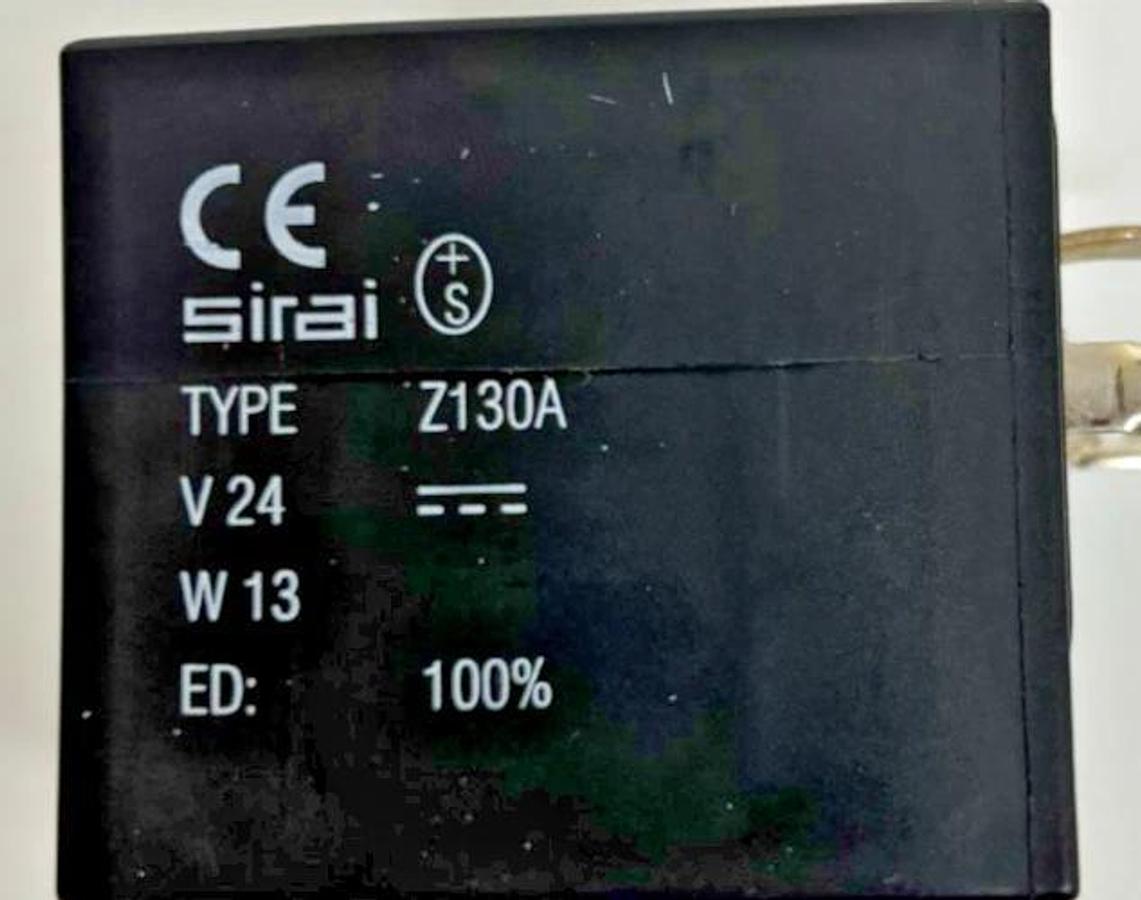 CE
sirai +S
TYPE Z130A
V 24 ⎓
W 13
ED: 100%